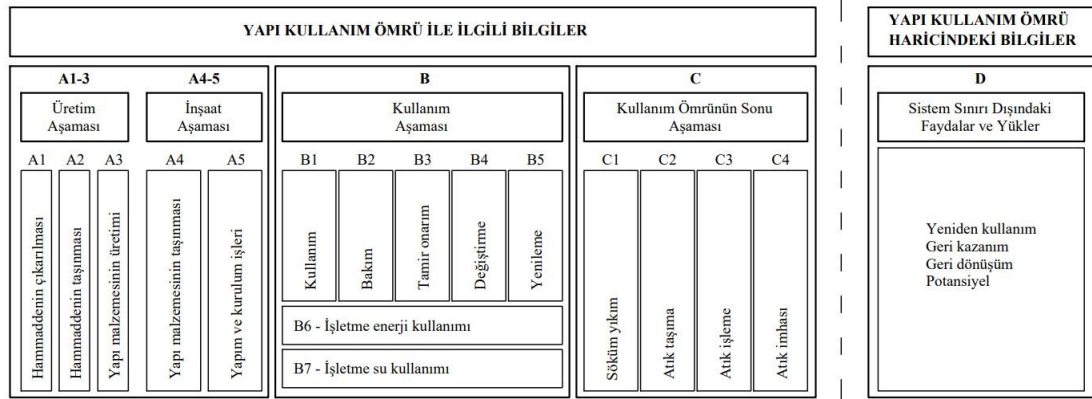 YAPI KULLANIM ÖMRÜ İLE İLGİLİ BİLGİLER
YAPI KULLANIM ÖMRÜ
HARİCİNDEKİ BİLGİLER
A1-3
Üretim
Aşaması
A1
A2
A3
Hammaddenin çıkarılması
Hammaddenin taşınması
Yapı malzemesinin üretimi
A4-5
İnşaat
Aşaması
A4
A5
Yapı malzemesinin taşınması
Yapım ve kurulum işleri
B
Kullanım
Aşaması
B1
B2
B3
B4
B5
Kullanım
Bakım
Tamir onarım
Değiştirme
Yenileme
B6 - İşletme enerji kullanımı
B7 - İşletme su kullanımı
C
Kullanım Ömrünün Sonu
Aşaması
C1
C2
C3
C4
Söküm yıkım
Atık taşıma
Atık işleme
Atık imhası
D
Sistem Sınırı Dışındaki
Faydalar ve Yükler
Yeniden kullanım
Geri kazanım
Geri dönüşüm
Potansiyel